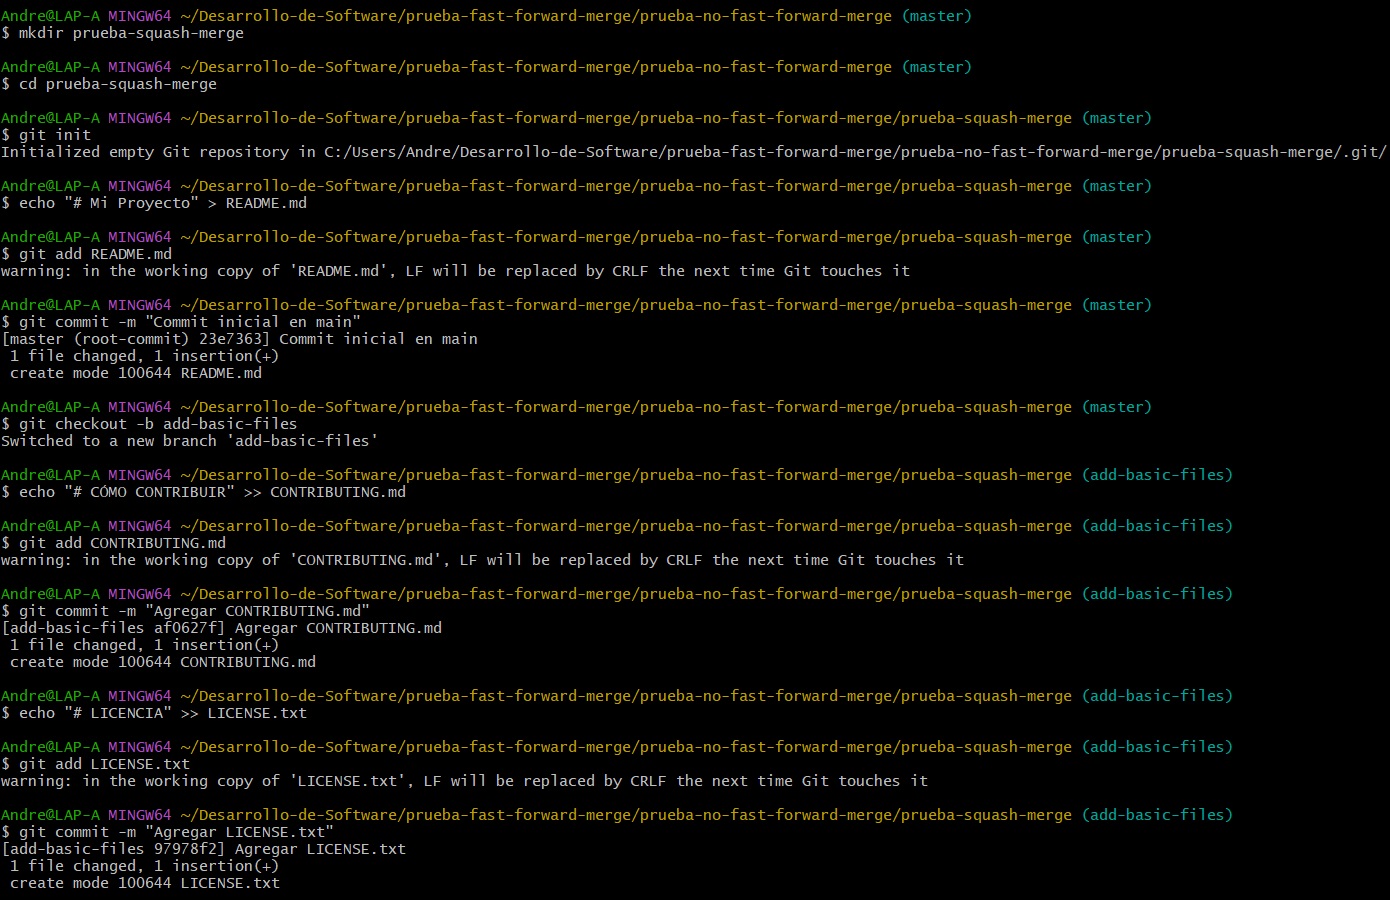 Andre@LAP-A MINGW64 ~/Desarrollo-de-Software/prueba-fast-forward-merge/prueba-no-fast-forward-merge (master)
$ mkdir prueba-squash-merge
Andre@LAP-A MINGW64 ~/Desarrollo-de-Software/prueba-fast-forward-merge/prueba-no-fast-forward-merge (master)
$ cd prueba-squash-merge
Andre@LAP-A MINGW64 ~/Desarrollo-de-Software/prueba-fast-forward-merge/prueba-no-fast-forward-merge/prueba-squash-merge (master)
$ git init
Initialized empty Git repository in C:/Users/Andre/Desarrollo-de-Software/prueba-fast-forward-merge/prueba-no-fast-forward-merge/prueba-squash-merge/.git/
Andre@LAP-A MINGW64 ~/Desarrollo-de-Software/prueba-fast-forward-merge/prueba-no-fast-forward-merge/prueba-squash-merge (master)
$ echo "# Mi Proyecto" > README.md
Andre@LAP-A MINGW64 ~/Desarrollo-de-Software/prueba-fast-forward-merge/prueba-no-fast-forward-merge/prueba-squash-merge (master)
$ git add README.md
warning: in the working copy of 'README.md', LF will be replaced by CRLF the next time Git touches it
Andre@LAP-A MINGW64 ~/Desarrollo-de-Software/prueba-fast-forward-merge/prueba-no-fast-forward-merge/prueba-squash-merge (master)
$ git commit -m "Commit inicial en main"
[master (root-commit) 23e7363] Commit inicial en main
 1 file changed, 1 insertion(+)
 create mode 100644 README.md
Andre@LAP-A MINGW64 ~/Desarrollo-de-Software/prueba-fast-forward-merge/prueba-no-fast-forward-merge/prueba-squash-merge (master)
$ git checkout -b add-basic-files
Switched to a new branch 'add-basic-files'
Andre@LAP-A MINGW64 ~/Desarrollo-de-Software/prueba-fast-forward-merge/prueba-no-fast-forward-merge/prueba-squash-merge (add-basic-files)
$ echo "# CÓMO CONTRIBUIR" >> CONTRIBUTING.md
Andre@LAP-A MINGW64 ~/Desarrollo-de-Software/prueba-fast-forward-merge/prueba-no-fast-forward-merge/prueba-squash-merge (add-basic-files)
$ git add CONTRIBUTING.md
warning: in the working copy of 'CONTRIBUTING.md', LF will be replaced by CRLF the next time Git touches it
Andre@LAP-A MINGW64 ~/Desarrollo-de-Software/prueba-fast-forward-merge/prueba-no-fast-forward-merge/prueba-squash-merge (add-basic-files)
$ git commit -m "Agregar CONTRIBUTING.md"
[add-basic-files af0627f] Agregar CONTRIBUTING.md
 1 file changed, 1 insertion(+)
 create mode 100644 CONTRIBUTING.md
Andre@LAP-A MINGW64 ~/Desarrollo-de-Software/prueba-fast-forward-merge/prueba-no-fast-forward-merge/prueba-squash-merge (add-basic-files)
$ echo "# LICENCIA" >> LICENSE.txt
Andre@LAP-A MINGW64 ~/Desarrollo-de-Software/prueba-fast-forward-merge/prueba-no-fast-forward-merge/prueba-squash-merge (add-basic-files)
$ git add LICENSE.txt
warning: in the working copy of 'LICENSE.txt', LF will be replaced by CRLF the next time Git touches it
Andre@LAP-A MINGW64 ~/Desarrollo-de-Software/prueba-fast-forward-merge/prueba-no-fast-forward-merge/prueba-squash-merge (add-basic-files)
$ git commit -m "Agregar LICENSE.txt"
[add-basic-files 97978f2] Agregar LICENSE.txt
 1 file changed, 1 insertion(+)
 create mode 100644 LICENSE.txt